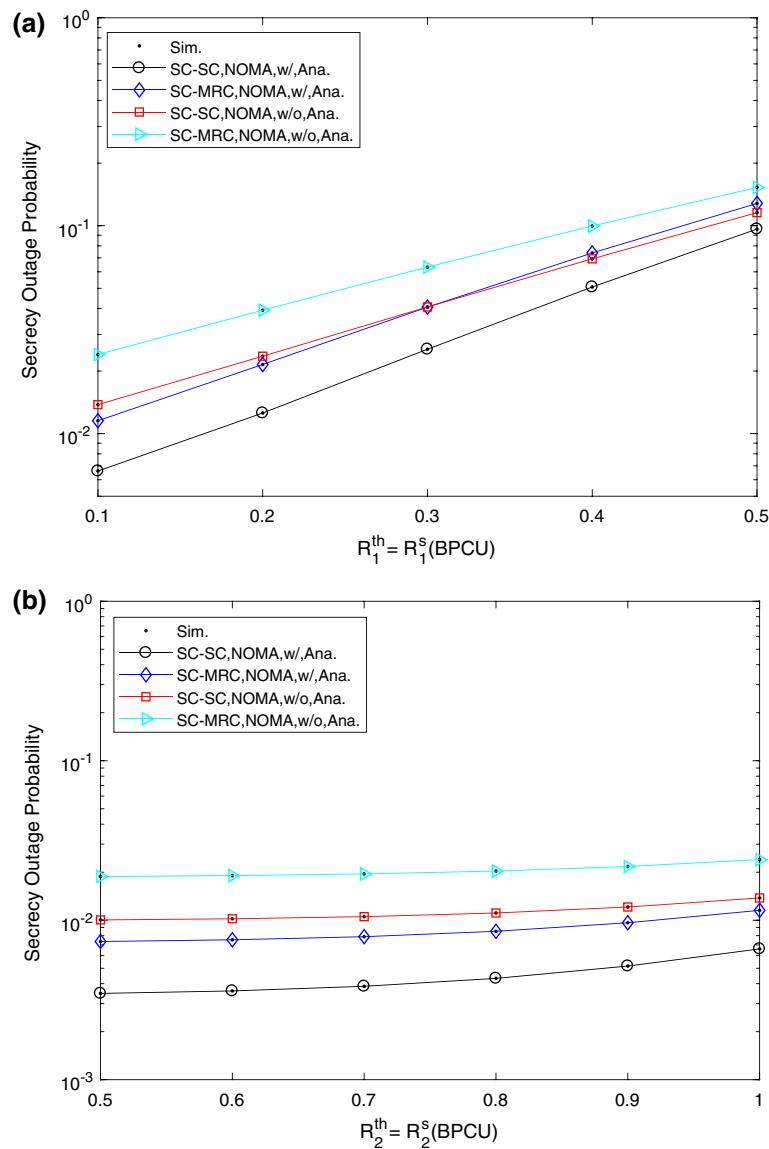 (a)
10^0
Sim.
SC-SC,NOMA,w/,Ana.
SC-MRC,NOMA,w/,Ana.
SC-SC,NOMA,w/o,Ana.
SC-MRC,NOMA,w/o,Ana.
Secrecy Outage Probability
10^-1
10^-2
0.1 0.2 0.3 0.4 0.5
R_1^th = R_1^s (BPCU)
(b)
10^0
Sim.
SC-SC,NOMA,w/,Ana.
SC-MRC,NOMA,w/,Ana.
SC-SC,NOMA,w/o,Ana.
SC-MRC,NOMA,w/o,Ana.
Secrecy Outage Probability
10^-1
10^-2
10^-3
0.5 0.6 0.7 0.8 0.9 1
R_2^th = R_2^s (BPCU)